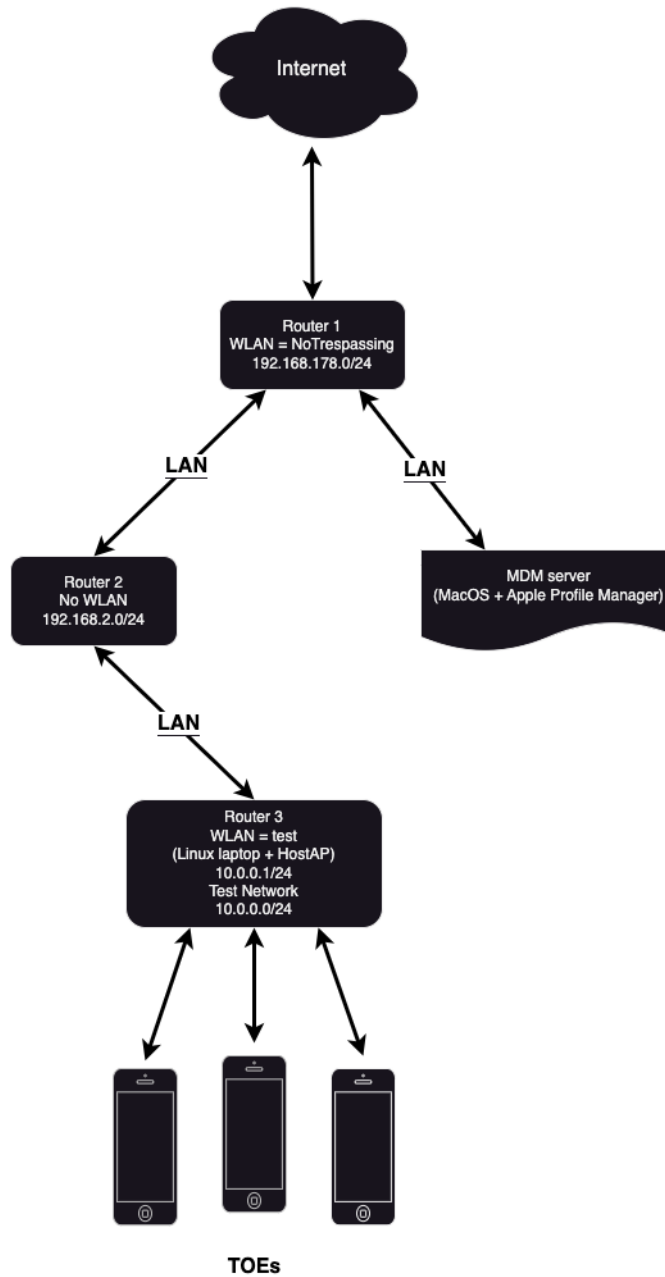 Internet
Router 1
WLAN = NoTrespassing
192.168.178.0/24
LAN
LAN
Router 2
No WLAN
192.168.2.0/24
MDM server
(MacOS + Apple Profile Manager)
LAN
Router 3
WLAN = test
(Linux laptop + HostAP)
10.0.0.1/24
Test Network
10.0.0.0/24
TOEs